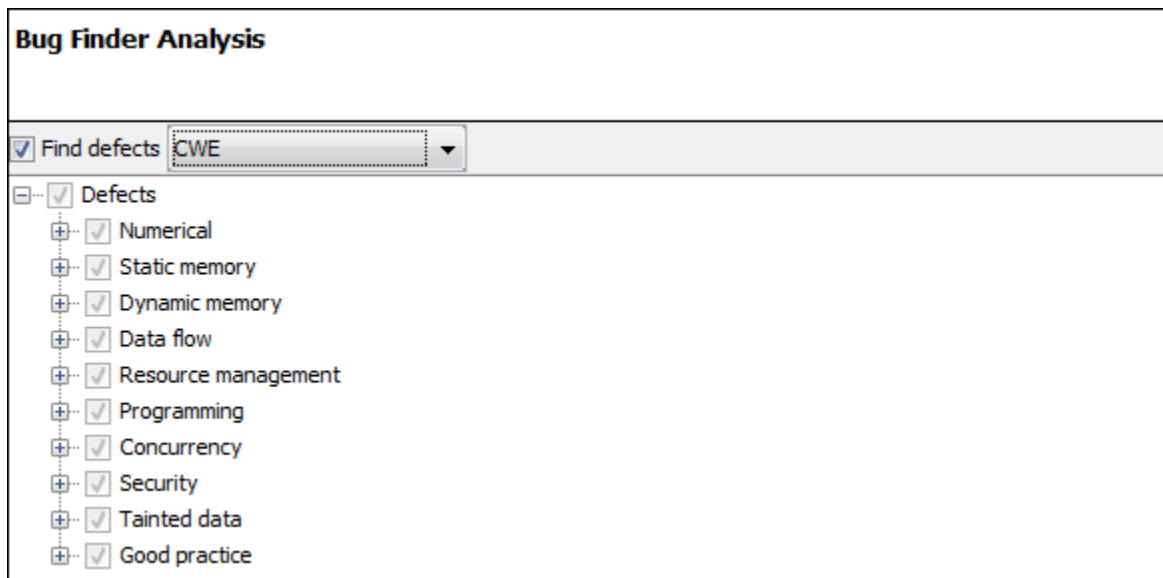 Bug Finder Analysis
Find defects CWE
Defects
Numerical
Static memory
Dynamic memory
Data flow
Resource management
Programming
Concurrency
Security
Tainted data
Good practice